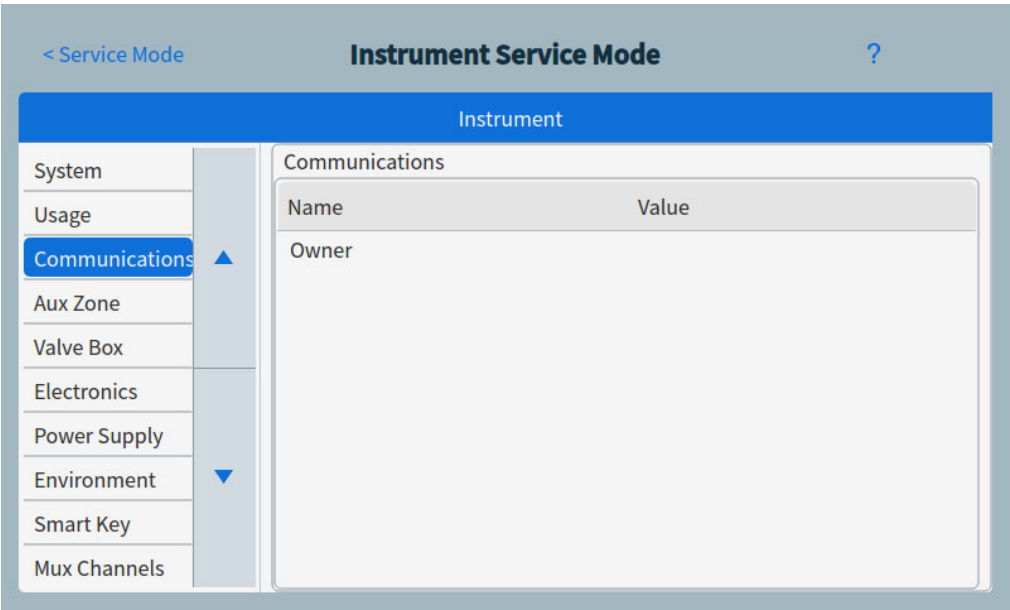 < Service Mode
Instrument Service Mode
?
Instrument
System
Usage
Communications
Aux Zone
Valve Box
Electronics
Power Supply
Environment
Smart Key
Mux Channels
Communications
Name Value
Owner